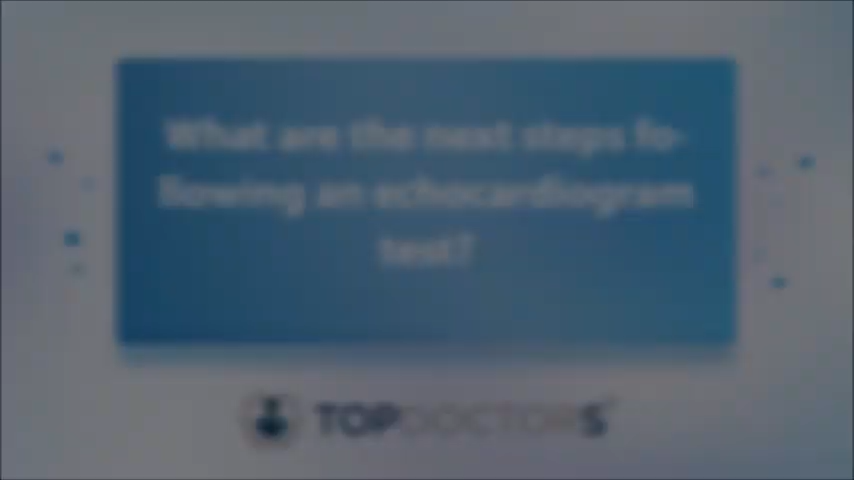 What are the next steps fo-
llowing an echocardiogram
test?
TOPDOCTORS